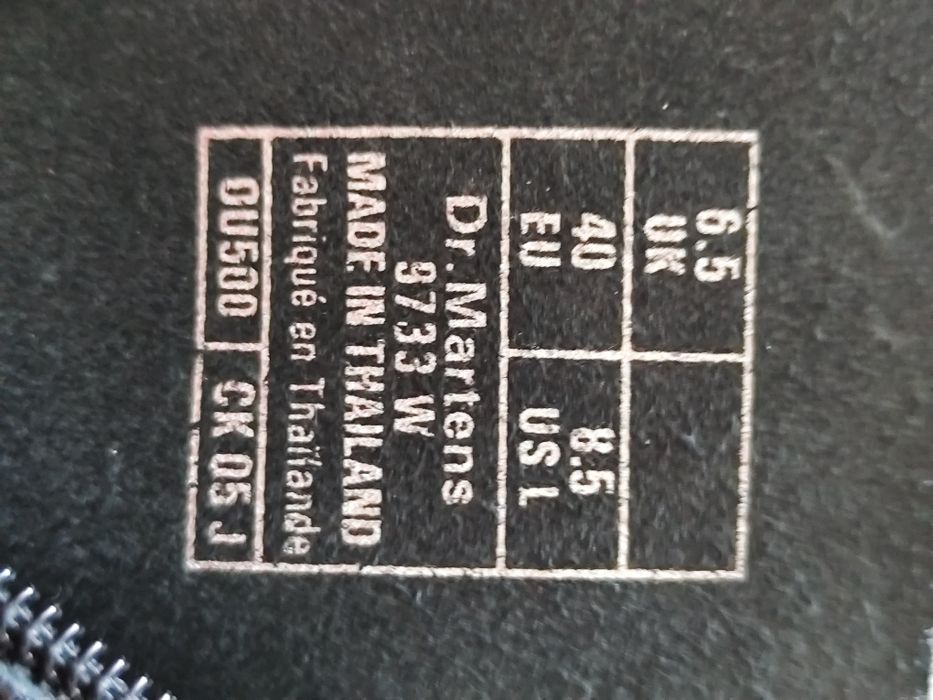 6.5
UK
40
EU
8.5
US L
Dr. Martens
9733 W
MADE IN THAILAND
Fabriqué en Thaïlande
0U500
CK 05 J